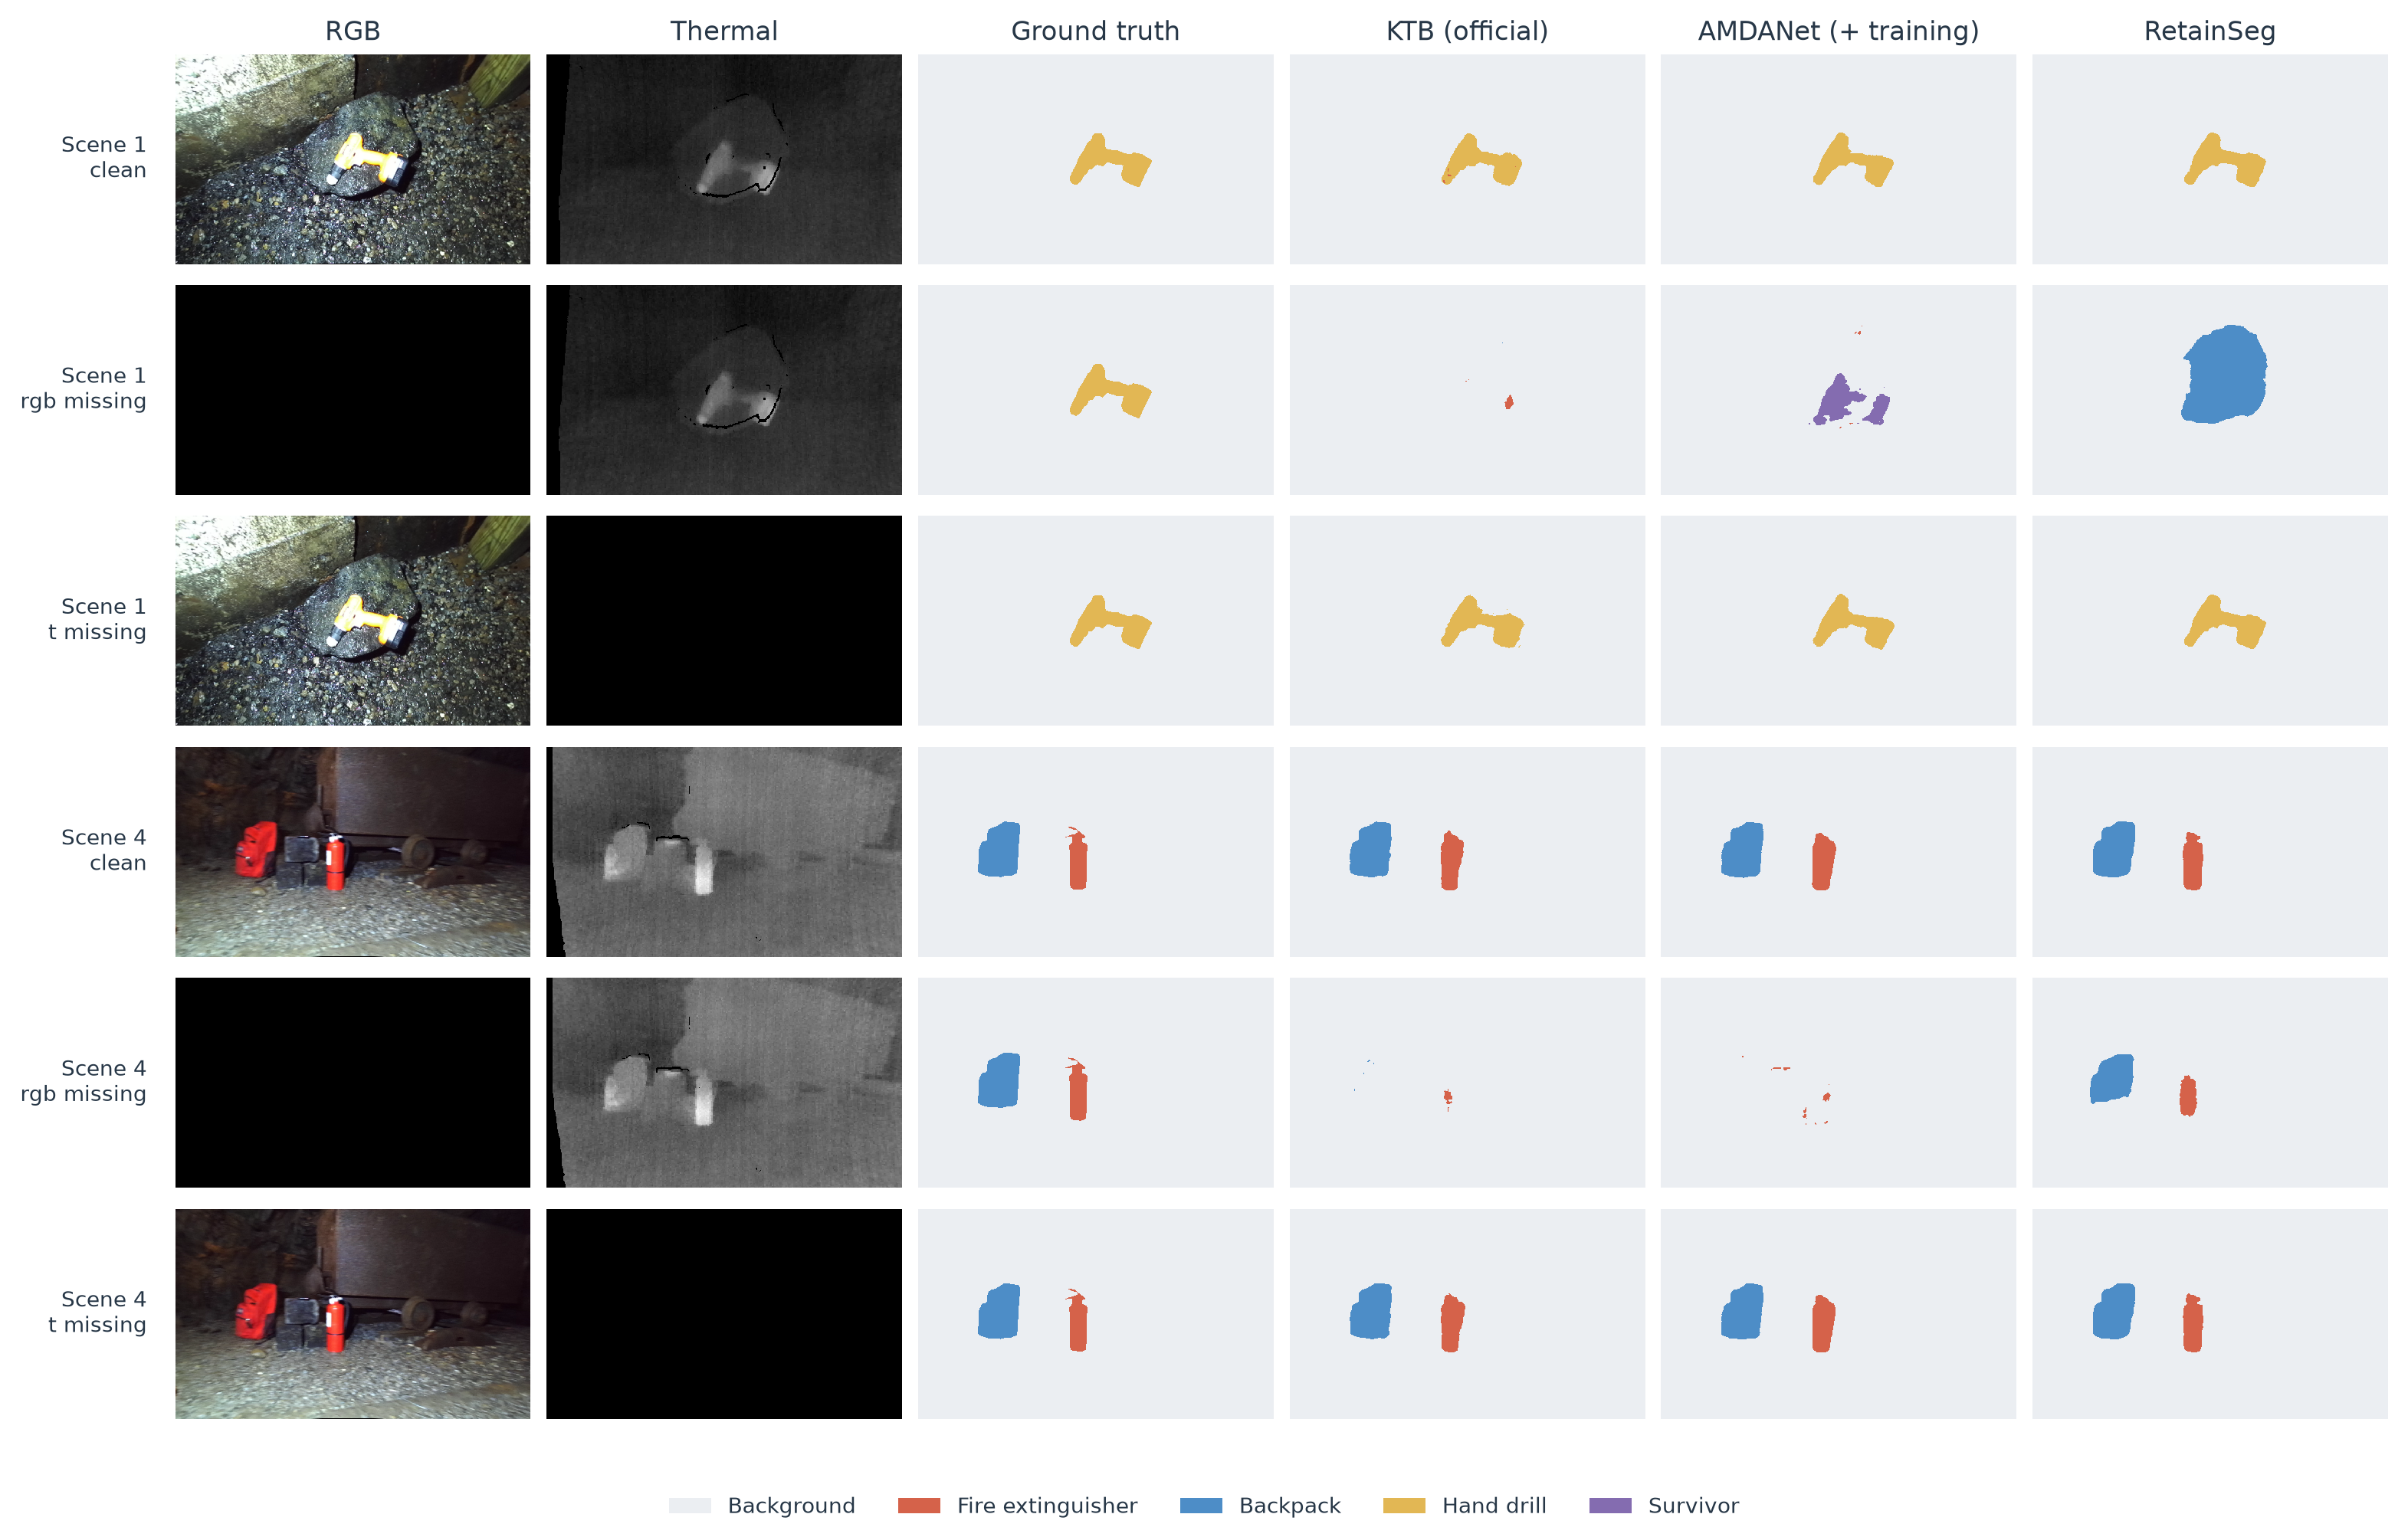 RGB
Thermal
Ground truth
KTB (official)
AMDANet (+ training)
RetainSeg
Scene 1
clean
Scene 1
rgb missing
Scene 1
t missing
Scene 4
clean
Scene 4
rgb missing
Scene 4
t missing
Background
Fire extinguisher
Backpack
Hand drill
Survivor